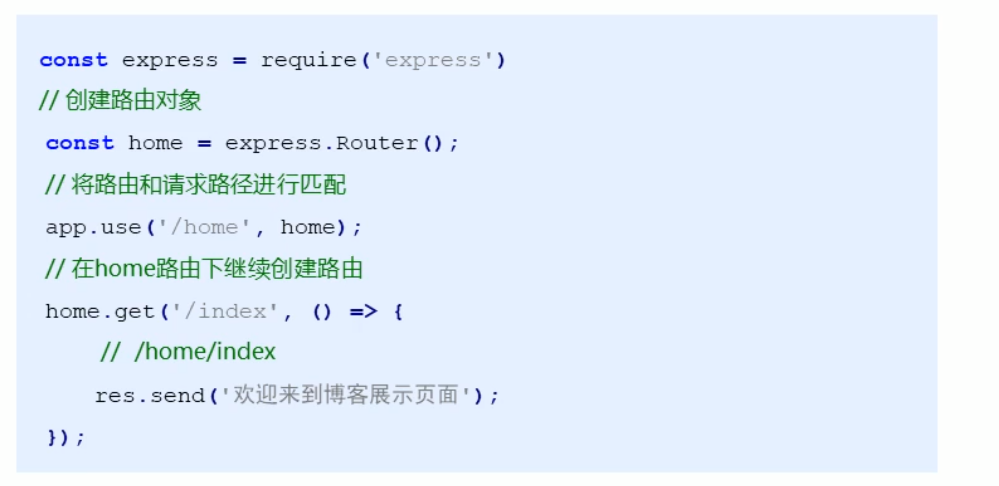 const express = require('express')
// 创建路由对象
const home = express.Router();
// 将路由和请求路径进行匹配
app.use('/home', home);
// 在home路由下继续创建路由
home.get('/index', () => {
// /home/index
res.send('欢迎来到博客展示页面');
});